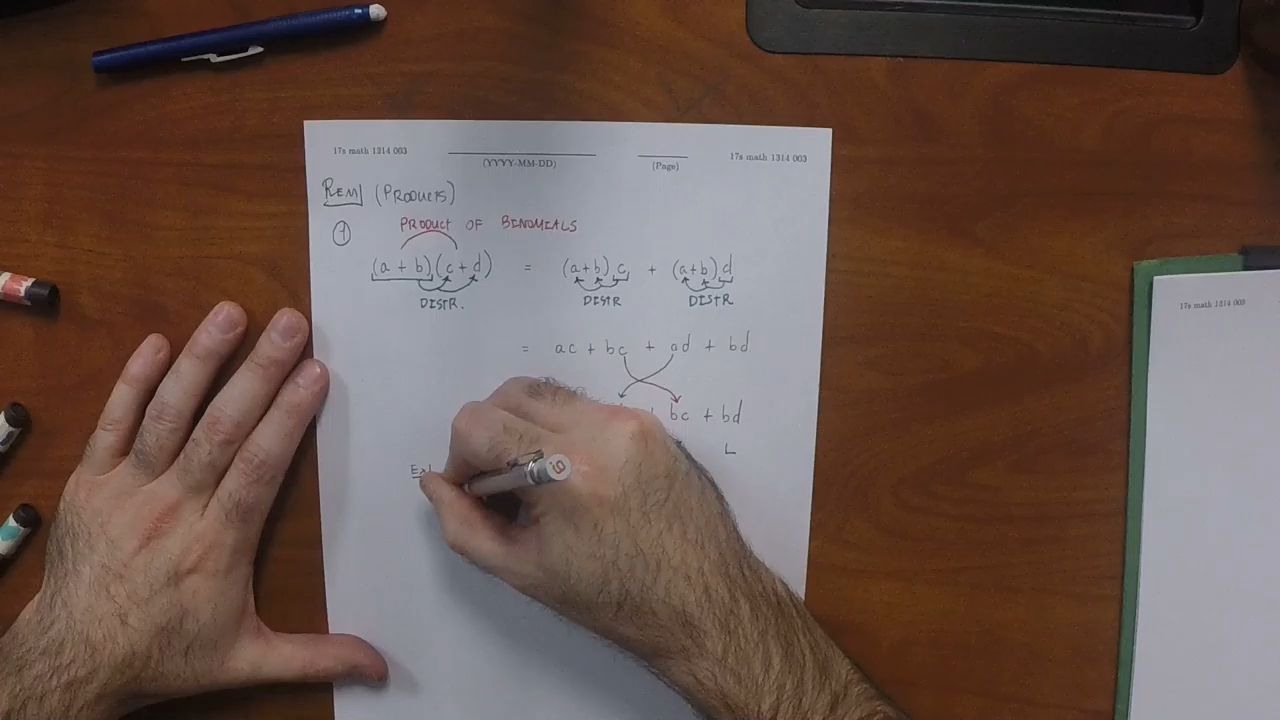 17s math 1314 003 17s math 1314 003
(YYYY-MM-DD) (Page)
REM (PRODUCTS)
1 PRODUCT OF BINOMIALS
(a + b)(c + d) = (a+b)c + (a+b)d
DISTR. DISTR DISTR
= ac + bc + ad + bd
+ bc + bd
L
Ex
17s math 1314 003